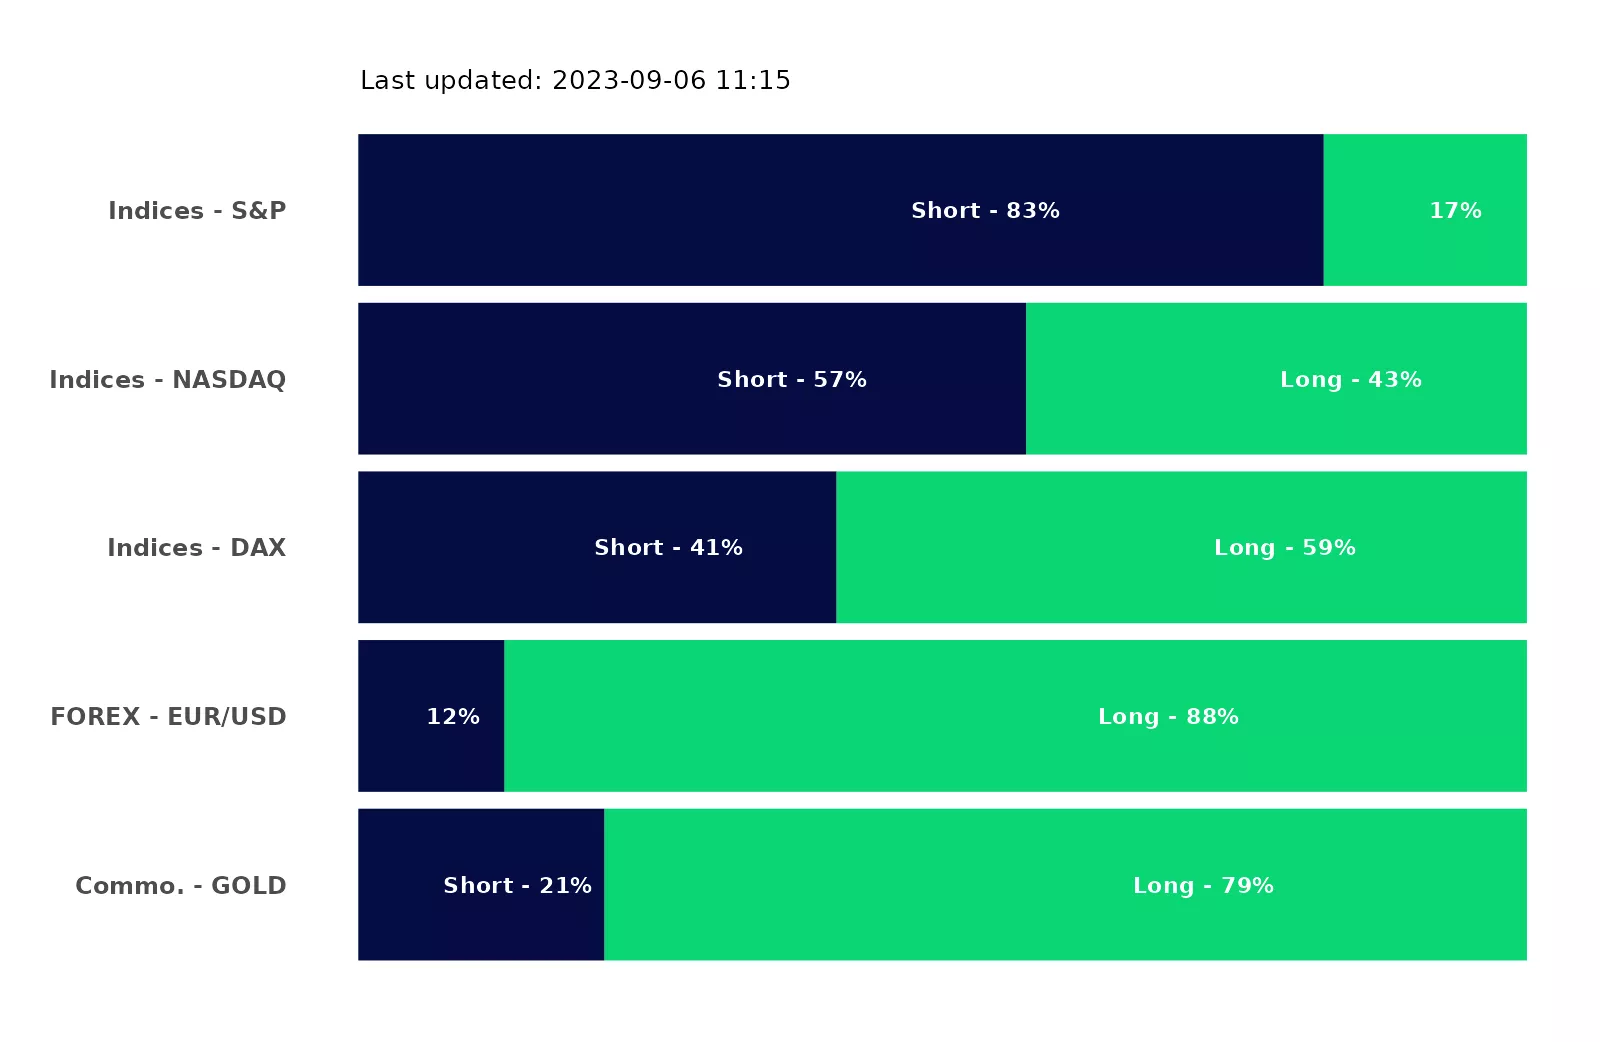 Last updated: 2023-09-06 11:15
Indices - S&P Short - 83% 17%
Indices - NASDAQ Short - 57% Long - 43%
Indices - DAX Short - 41% Long - 59%
FOREX - EUR/USD 12% Long - 88%
Commo. - GOLD Short - 21% Long - 79%